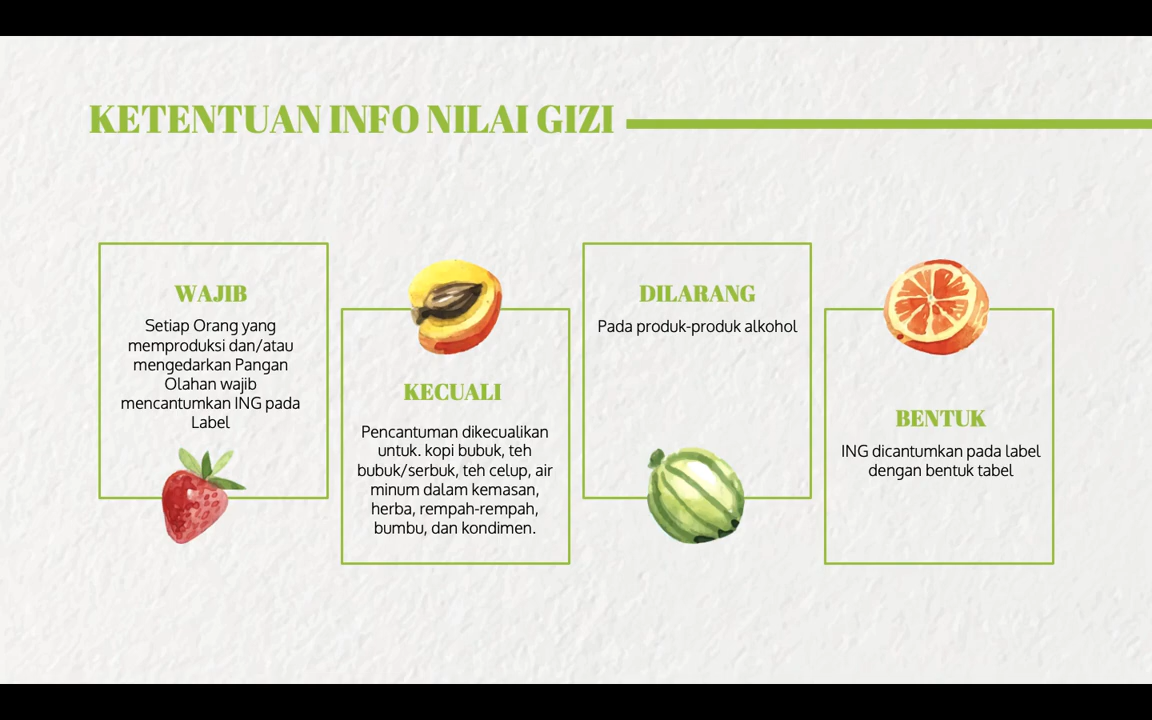 KETENTUAN INFO NILAI GIZI
WAJIB
Setiap Orang yang
memproduksi dan/atau
mengedarkan Pangan
Olahan wajib
mencantumkan ING pada
Label
KECUALI
Pencantuman dikecualikan
untuk. kopi bubuk, teh
bubuk/serbuk, teh celup, air
minum dalam kemasan,
herba, rempah-rempah,
bumbu, dan kondimen.
DILARANG
Pada produk-produk alkohol
BENTUK
ING dicantumkan pada label
dengan bentuk tabel